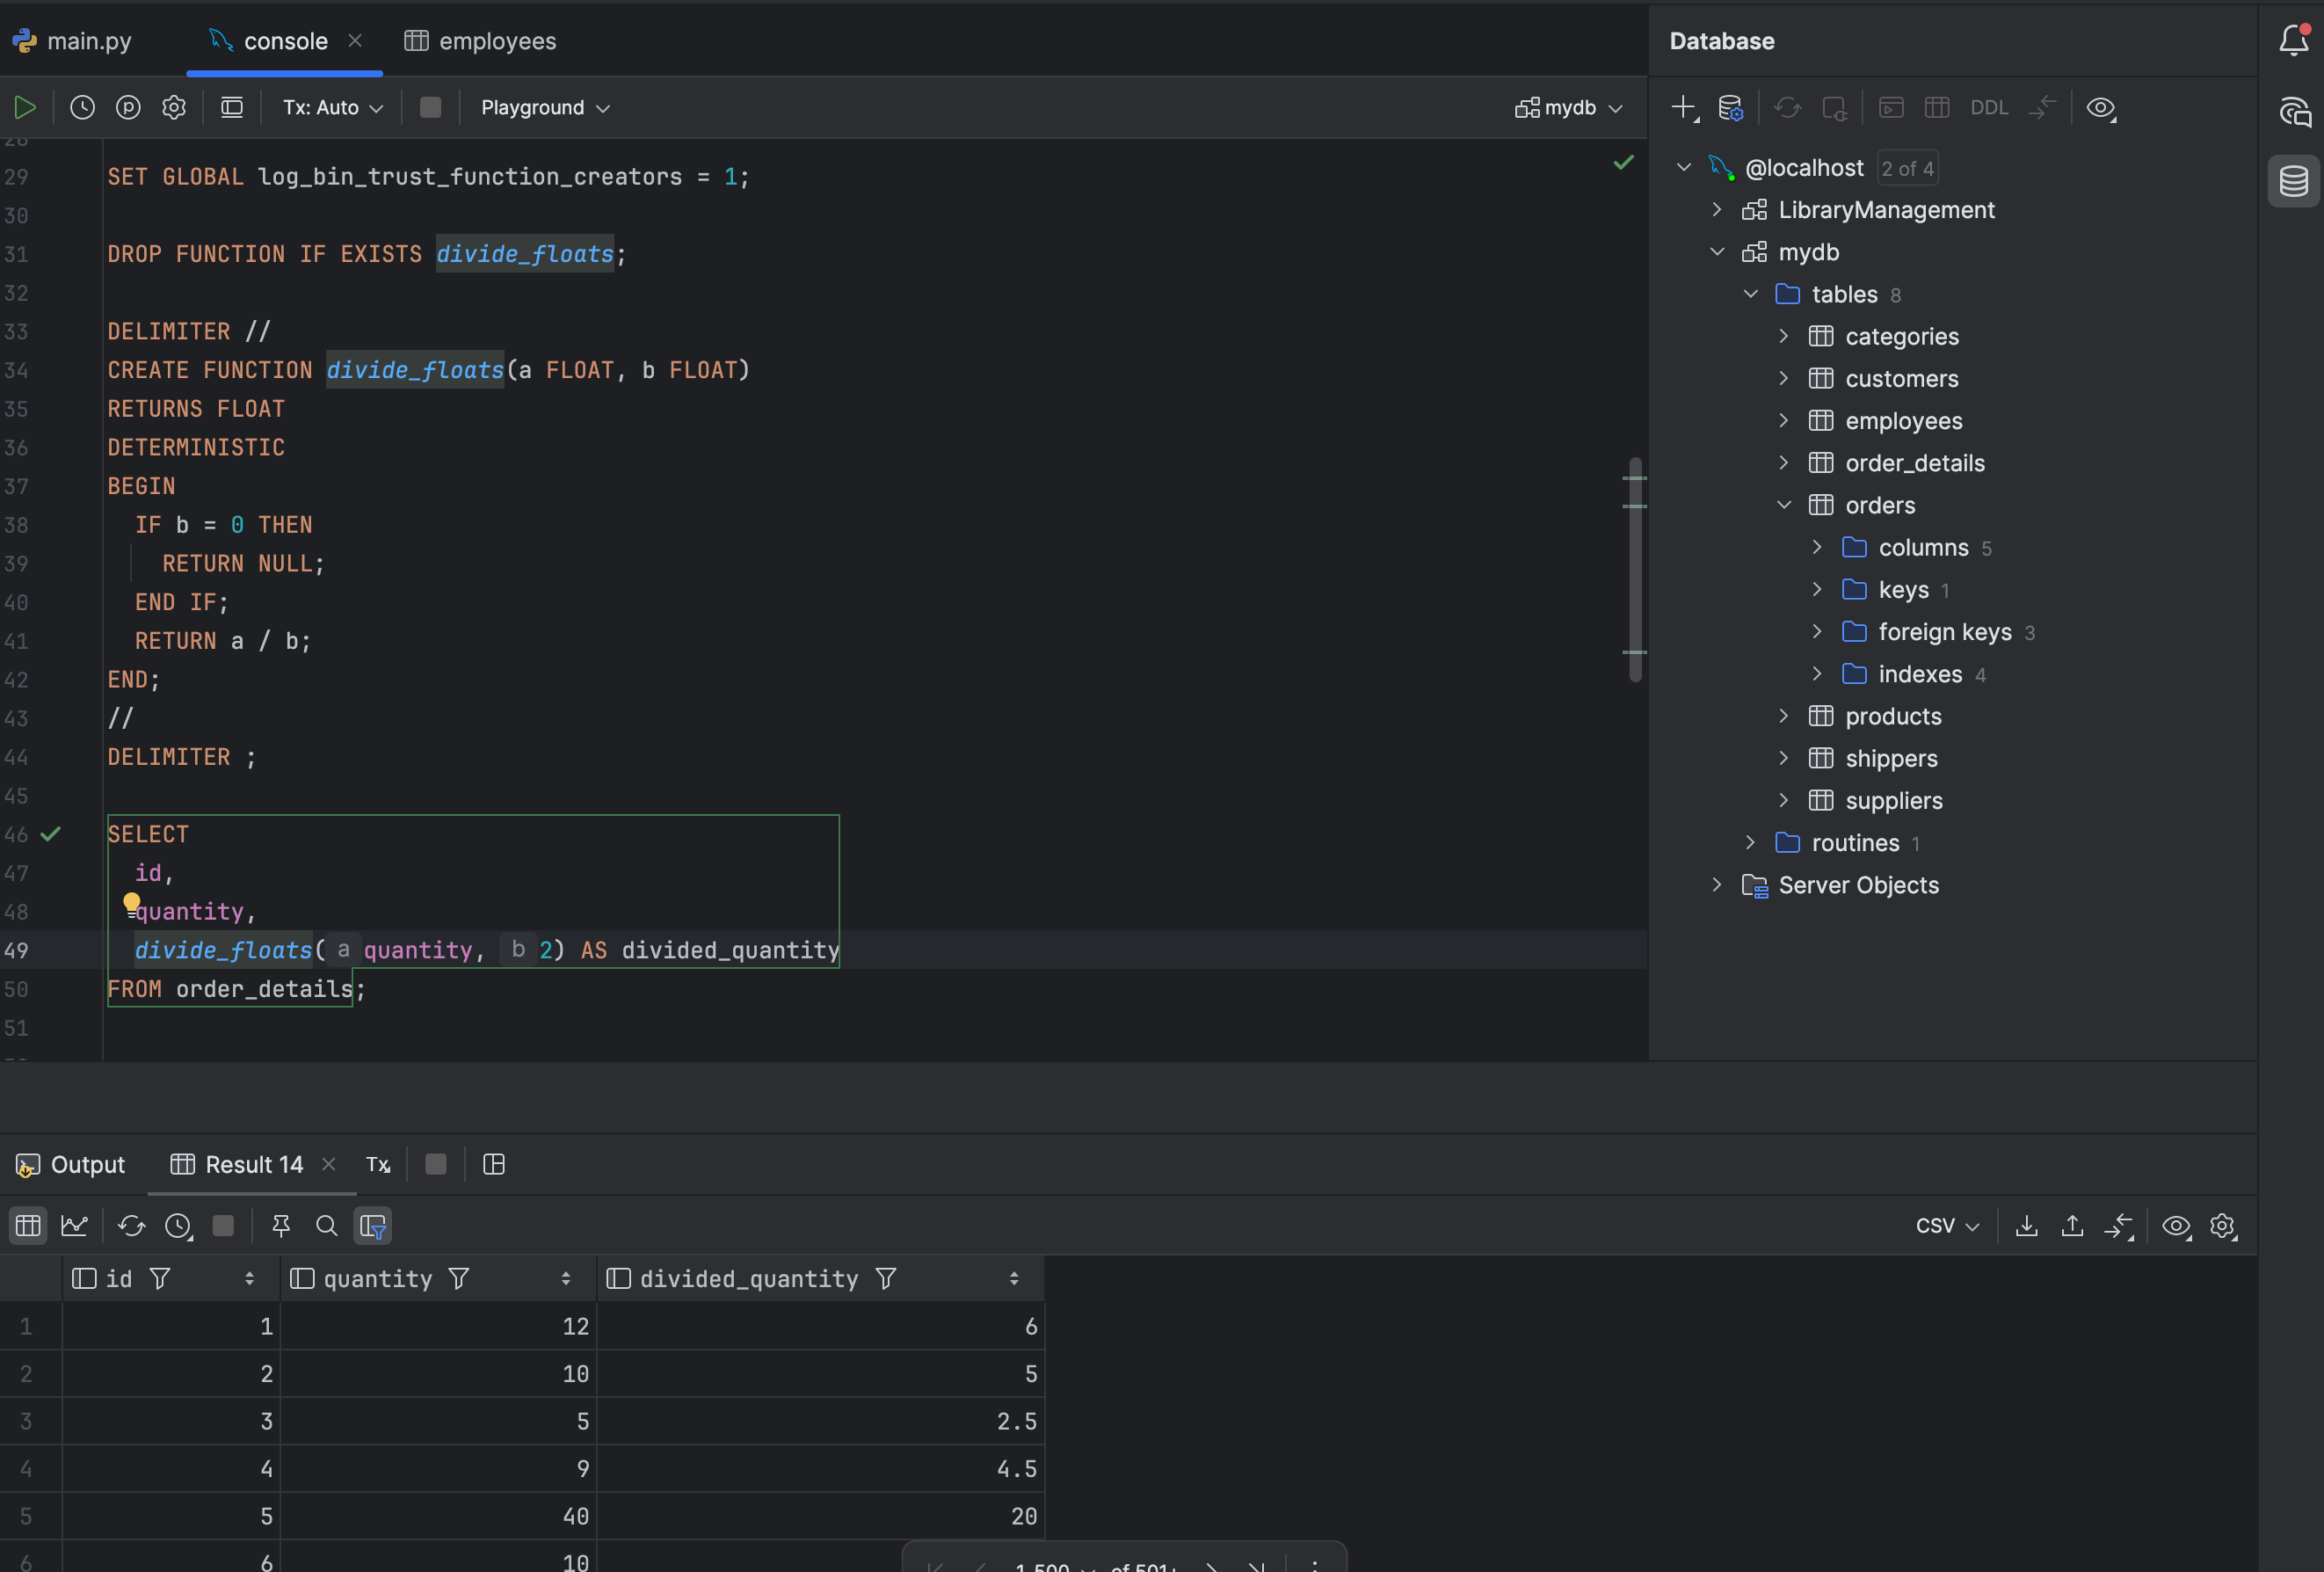 main.py
console
employees
Database
Tx: Auto
Playground
mydb
DDL
28
29 SET GLOBAL log_bin_trust_function_creators = 1;
30
31 DROP FUNCTION IF EXISTS divide_floats;
32
33 DELIMITER //
34 CREATE FUNCTION divide_floats(a FLOAT, b FLOAT)
35 RETURNS FLOAT
36 DETERMINISTIC
37 BEGIN
38 IF b = 0 THEN
39 RETURN NULL;
40 END IF;
41 RETURN a / b;
42 END;
43 //
44 DELIMITER ;
45
46 SELECT
47 id,
48 quantity,
49 divide_floats( a quantity, b 2) AS divided_quantity
50 FROM order_details;
51
@localhost 2 of 4
LibraryManagement
mydb
tables 8
categories
customers
employees
order_details
orders
columns 5
keys 1
foreign keys 3
indexes 4
products
shippers
suppliers
routines 1
Server Objects
Output
Result 14
Tx
CSV
id quantity divided_quantity
1 1 12 6
2 2 10 5
3 3 5 2.5
4 4 9 4.5
5 5 40 20
6 6 10
1-500 of 501+